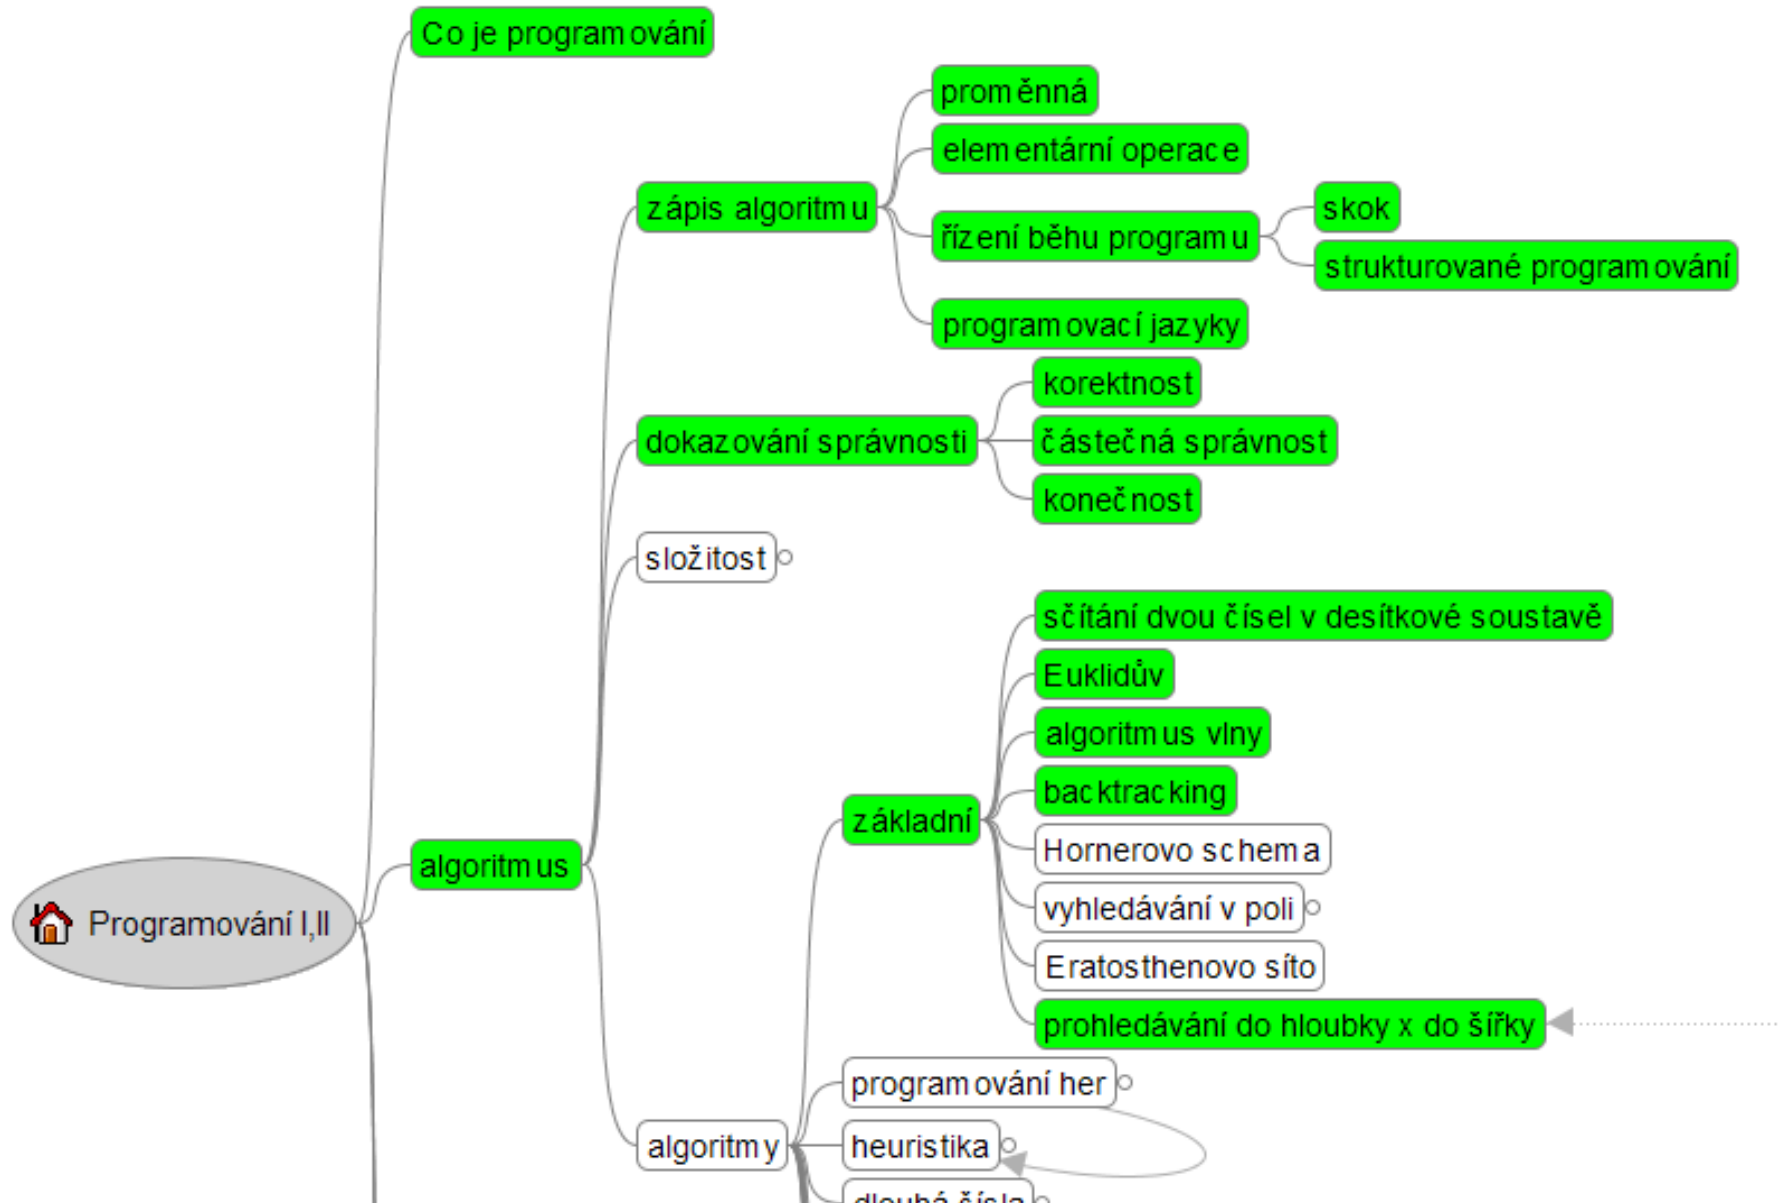 Co je programování
proměnná
elementární operace
zápis algoritmu
skok
řízení běhu programu
strukturované programování
programovací jazyky
korektnost
dokazování správnosti
částečná správnost
konečnost
složitost
sčítání dvou čísel v desítkové soustavě
Euklidův
algoritmus vlny
backtracking
základní
Hornerovo schema
algoritmus
vyhledávání v poli
Programování I,II
Eratosthenovo síto
prohledávání do hloubky x do šířky
programování her
algoritmy
heuristika
dlouhá čísla